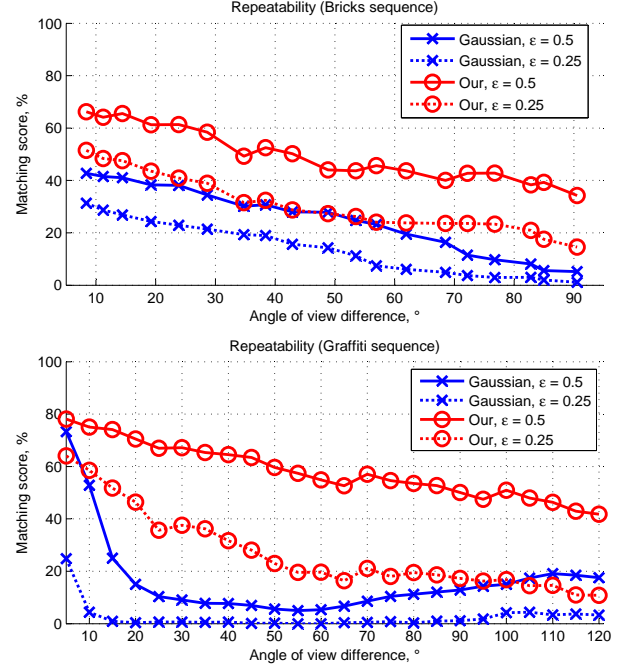 Repeatability (Bricks sequence)
100
80
60
40
20
0
Matching score, %
Gaussian, ε = 0.5
Gaussian, ε = 0.25
Our, ε = 0.5
Our, ε = 0.25
10 20 30 40 50 60 70 80 90
Angle of view difference, °
Repeatability (Graffiti sequence)
100
80
60
40
20
0
Matching score, %
Gaussian, ε = 0.5
Gaussian, ε = 0.25
Our, ε = 0.5
Our, ε = 0.25
10 20 30 40 50 60 70 80 90 100 110 120
Angle of view difference, °